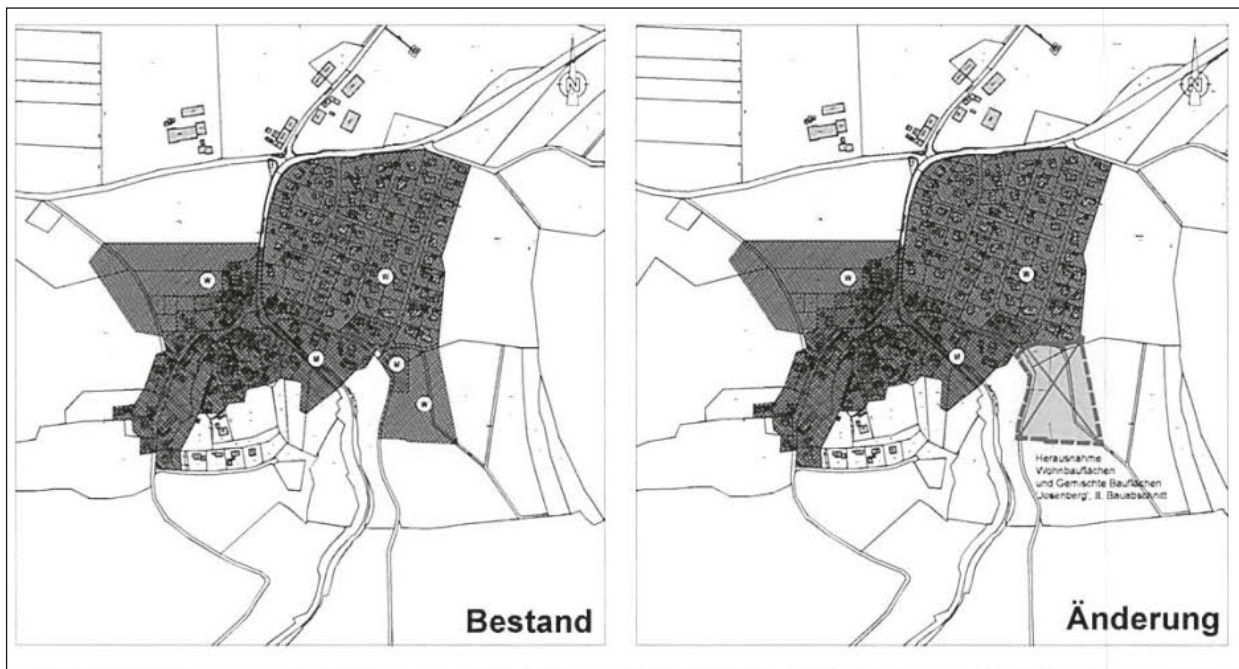 N
W
W
M
M
W
Bestand
N
W
W
M
Herausnahme
Wohnbauflächen
und Gemischte Bauflächen
'Josenberg', II. Bauabschnitt
Änderung